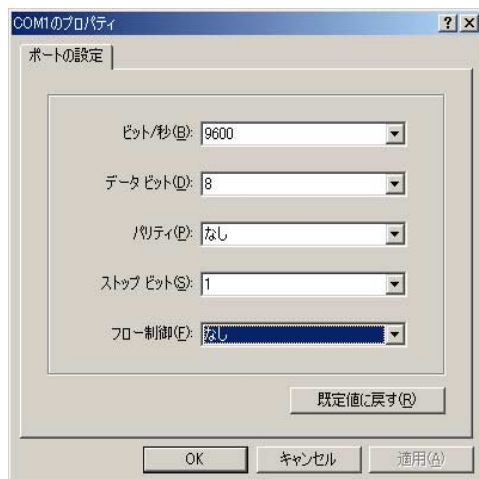 COM1のプロパティ
ポートの設定
ビット/秒(B): 9600
データ ビット(D): 8
パリティ(P): なし
ストップ ビット(S): 1
フロー制御(F): なし
既定値に戻す(R)
OK キャンセル 適用(A)